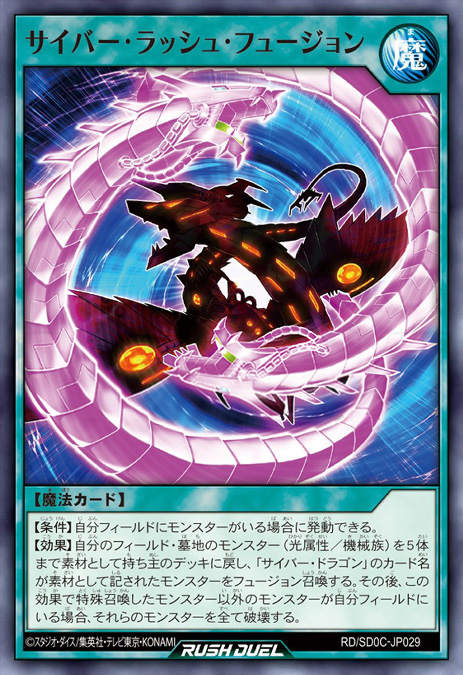 サイバー・ラッシュ・フュージョン
魔
【魔法カード】
【条件】自分フィールドにモンスターがいる場合に発動できる。
【効果】自分のフィールド・墓地のモンスター（光属性／機械族）を5体
まで素材として持ち主のデッキに戻し、「サイバー・ドラゴン」のカード名
が素材として記されたモンスターをフュージョン召喚する。その後、この
効果で特殊召喚したモンスター以外のモンスターが自分フィールドに
いる場合、それらのモンスターを全て破壊する。
©スタジオ・ダイス/集英社・テレビ東京・KONAMI
RUSH DUEL
RD/SD0C-JP029